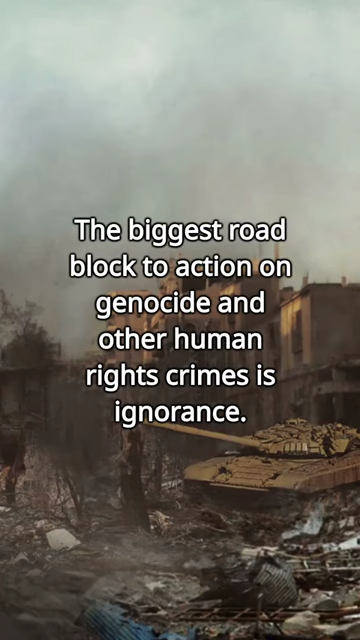 The biggest road
block to action on
genocide and
other human
rights crimes is
ignorance.